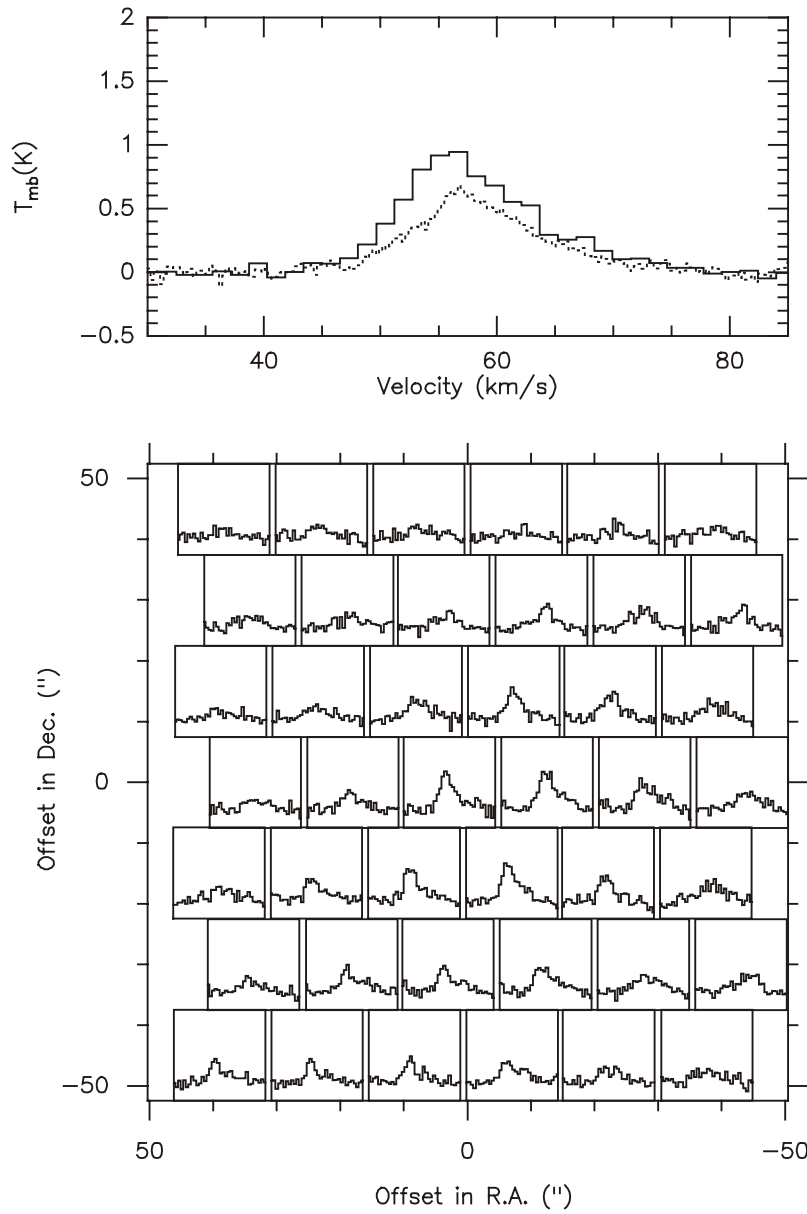 2
1.5
1
0.5
0
−0.5
T_mb(K)
40 60 80
Velocity (km/s)
50
0
−50
Offset in Dec. (")
50 0 −50
Offset in R.A. (")